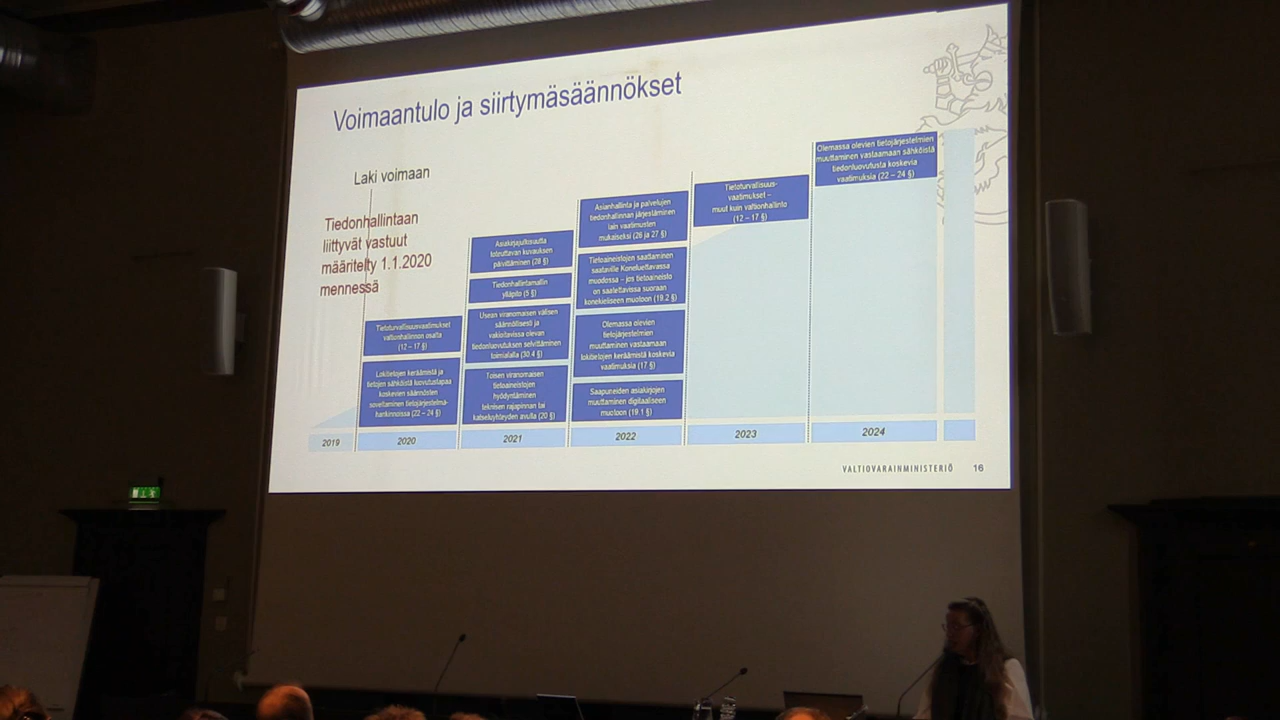 Voimaantulo ja siirtymäsäännökset
Laki voimaan
Tiedonhallintaan
liittyvät vastuut
määritelty 1.1.2020
mennessä
Tietoturvallisuusvaatimukset
valtionhallinnon osalta
(12 – 17 §)
Lokitietojen keräämistä ja
tietojen sähköistä luovutustapaa
koskevien säännösten
soveltaminen tietojärjestelmä-
hankinnoissa (22 – 24 §)
Asiakirjajulkisuutta
toteuttavan kuvauksen
päivittäminen (28 §)
Tiedonhallintamallin
ylläpito (5 §)
Usean viranomaisen välisen
säännöllisesti ja
vakioitavissa olevan
tiedonluovutuksen selvittäminen
toimialalla (30.4 §)
Toisen viranomaisen
tietoaineistojen
hyödyntäminen
teknisen rajapinnan tai
katseluyhteyden avulla (20 §)
Asianhallinta ja palvelujen
tiedonhallinnan järjestäminen
lain vaatimusten
mukaiseksi (26 ja 27 §)
Tietoaineistojen saattaminen
saataville Koneluettavassa
muodossa – jos tietoaineisto
on saatettavissa suoraan
konekieliseen muotoon (19.2 §)
Olemassa olevien
tietojärjestelmien
muuttaminen vastaamaan
lokitietojen keräämistä koskevia
vaatimuksia (17 §)
Saapuneiden asiakirjojen
muuttaminen digitaaliseen
muotoon (19.1 §)
Tietoturvallisuus-
vaatimukset –
muut kuin valtionhallinto
(12 – 17 §)
Olemassa olevien tietojärjestelmien
muuttaminen vastaamaan sähköistä
tiedonluovutusta koskevia
vaatimuksia (22 – 24 §)
2019
2020
2021
2022
2023
2024
VALTIOVARAINMINISTERIÖ
16